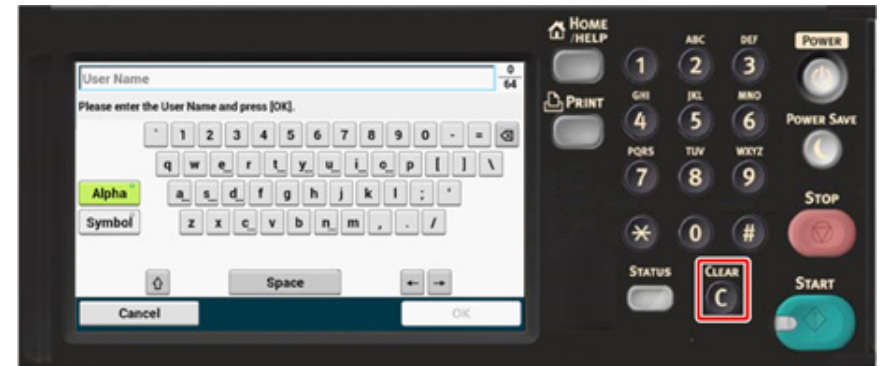 User Name
0
64
Please enter the User Name and press [OK].
` 1 2 3 4 5 6 7 8 9 0 - =
q w e r t y u i o p [ ] \
Alpha
a s d f g h j k l ; '
Symbol
z x c v b n m , . /
Space
← →
Cancel
OK
HOME
/HELP
PRINT
ABC DEF
1 2 3
GHI JKL MNO
4 5 6
PQRS TUV WXYZ
7 8 9
* 0 #
STATUS
CLEAR
C
POWER
POWER SAVE
STOP
START